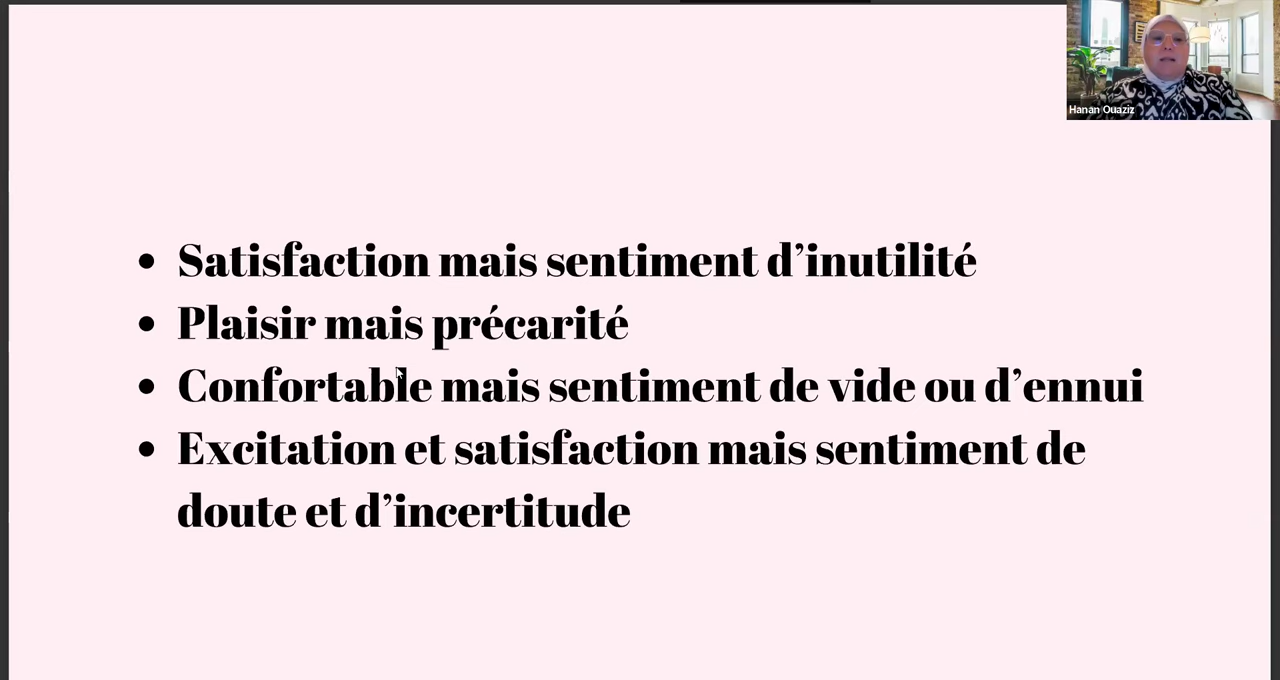 Hanan Ouaziz
• Satisfaction mais sentiment d’inutilité
• Plaisir mais précarité
• Confortable mais sentiment de vide ou d’ennui
• Excitation et satisfaction mais sentiment de
doute et d’incertitude